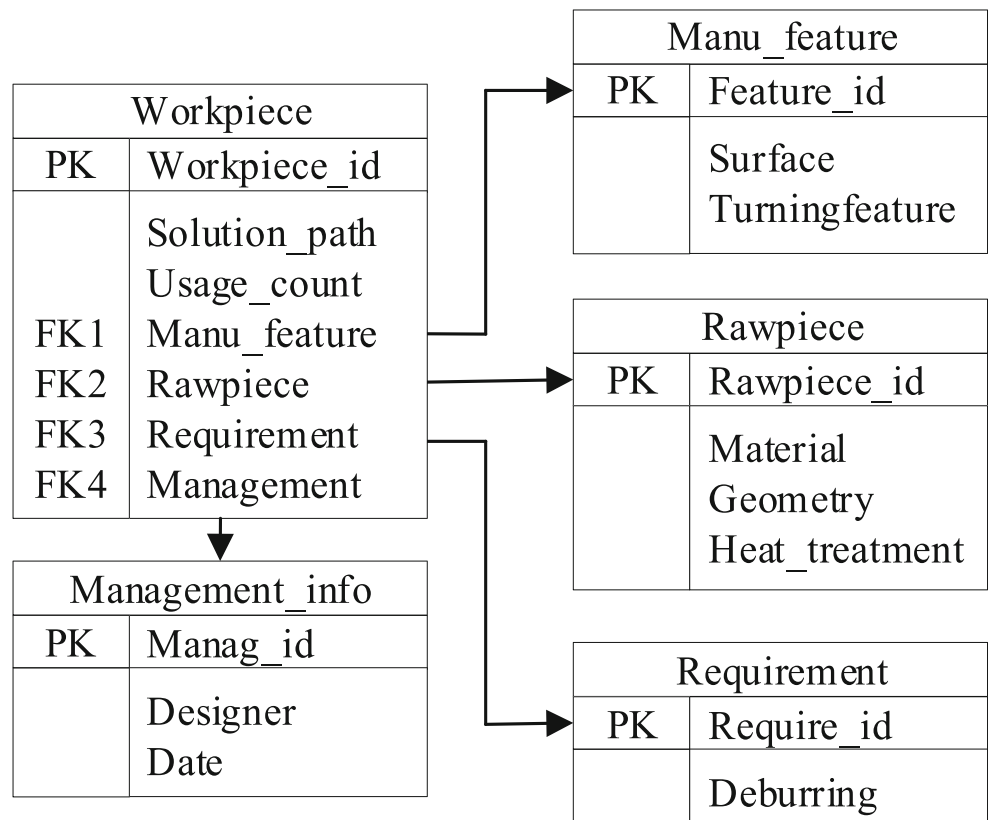 Workpiece
PK Workpiece_id
Solution_path
Usage_count
FK1 Manu_feature
FK2 Rawpiece
FK3 Requirement
FK4 Management
Management_info
PK Manag_id
Designer
Date
Manu_feature
PK Feature_id
Surface
Turningfeature
Rawpiece
PK Rawpiece_id
Material
Geometry
Heat_treatment
Requirement
PK Require_id
Deburring